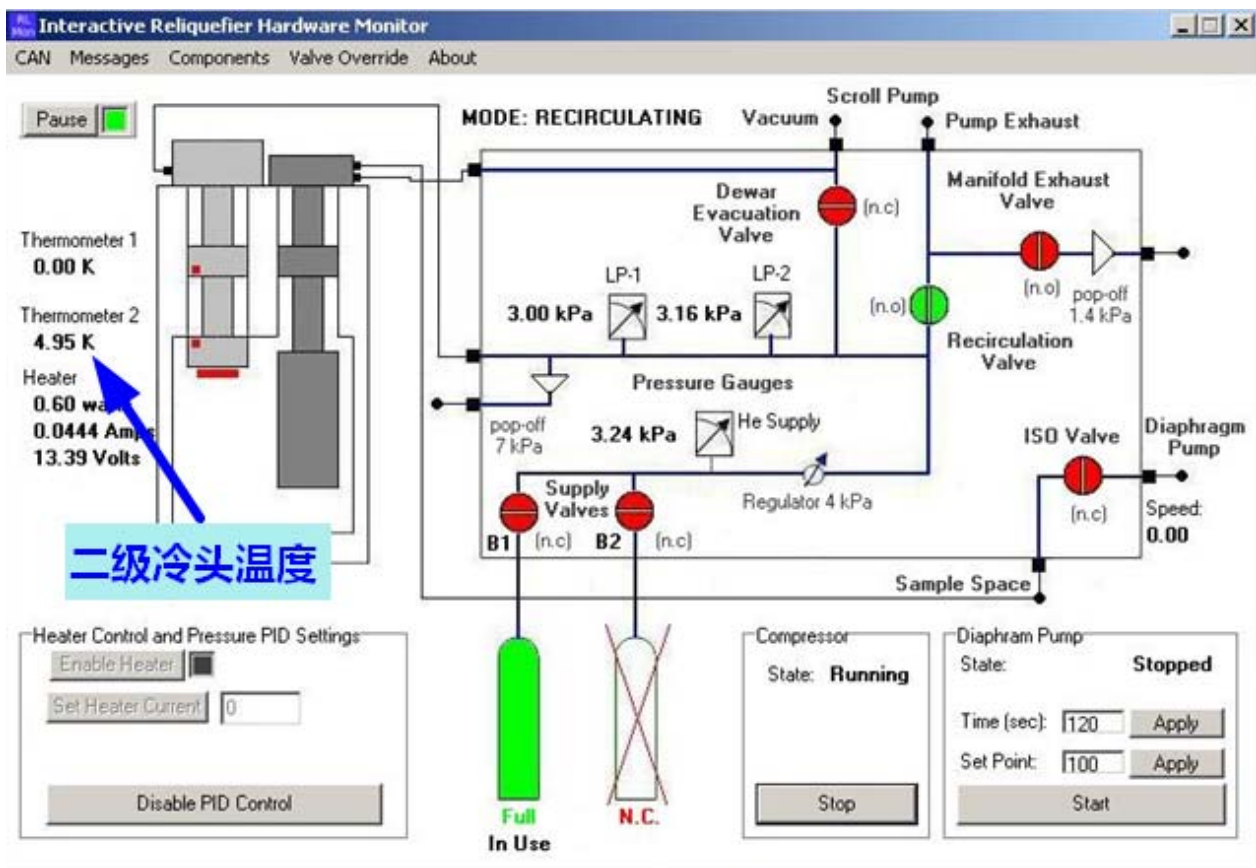 RL
Mon
Interactive Reliquefier Hardware Monitor
CAN Messages Components Valve Override About
Pause
MODE: RECIRCULATING
Vacuum
Scroll Pump
Pump Exhaust
Dewar
Evacuation
Valve
(n.c)
Manifold Exhaust
Valve
(n.o)
pop-off
1.4 kPa
Thermometer 1
0.00 K
Thermometer 2
4.95 K
Heater
0.60
0.0444 Amps
13.39 Volts
二级冷头温度
LP-1
3.00 kPa
LP-2
3.16 kPa
(n.o)
Recirculation
Valve
Pressure Gauges
pop-off
7 kPa
3.24 kPa
He Supply
Regulator 4 kPa
Supply
Valves
B1 (n.c) B2 (n.c)
ISO Valve
(n.c)
Diaphragm
Pump
Speed:
0.00
Sample Space
Heater Control and Pressure PID Settings
Enable Heater
Set Heater Current 0
Disable PID Control
Full
In Use
N.C.
Compressor
State: Running
Stop
Diaphram Pump
State: Stopped
Time (sec): 120 Apply
Set Point: 100 Apply
Start